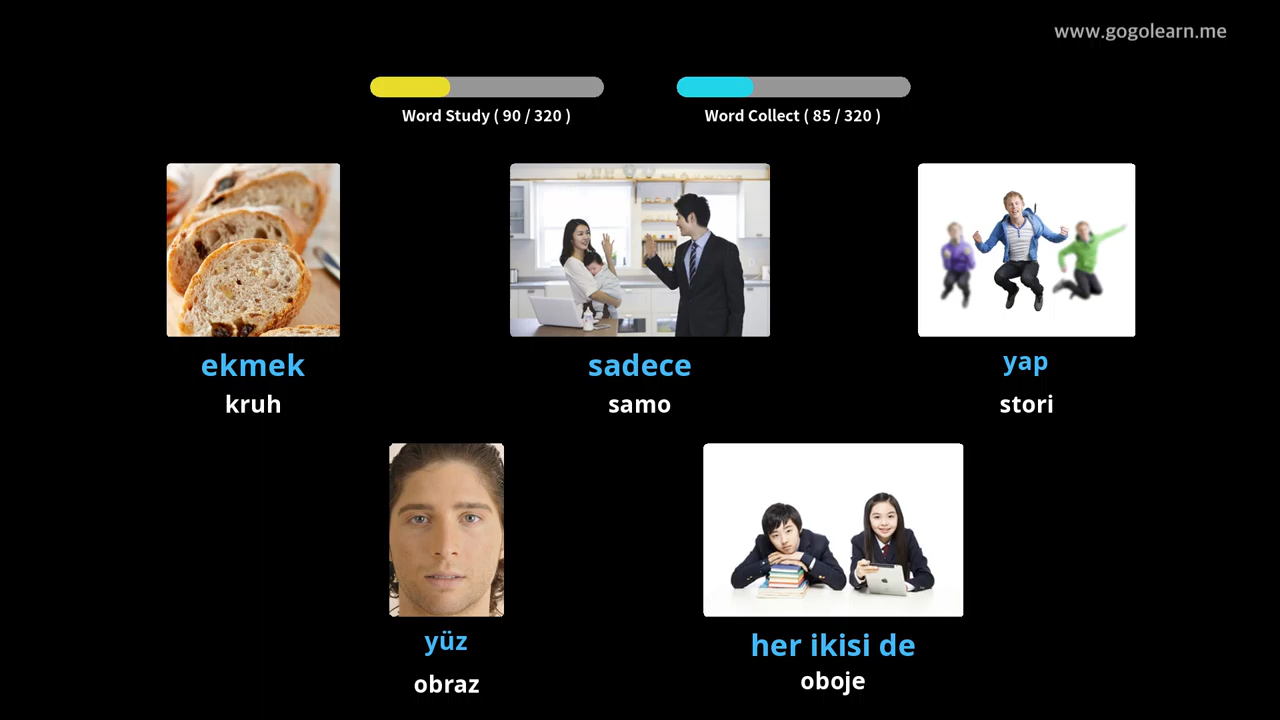 www.gogolearn.me
Word Study ( 90 / 320 )
Word Collect ( 85 / 320 )
ekmek
kruh
sadece
samo
yap
stori
yüz
obraz
her ikisi de
oboje